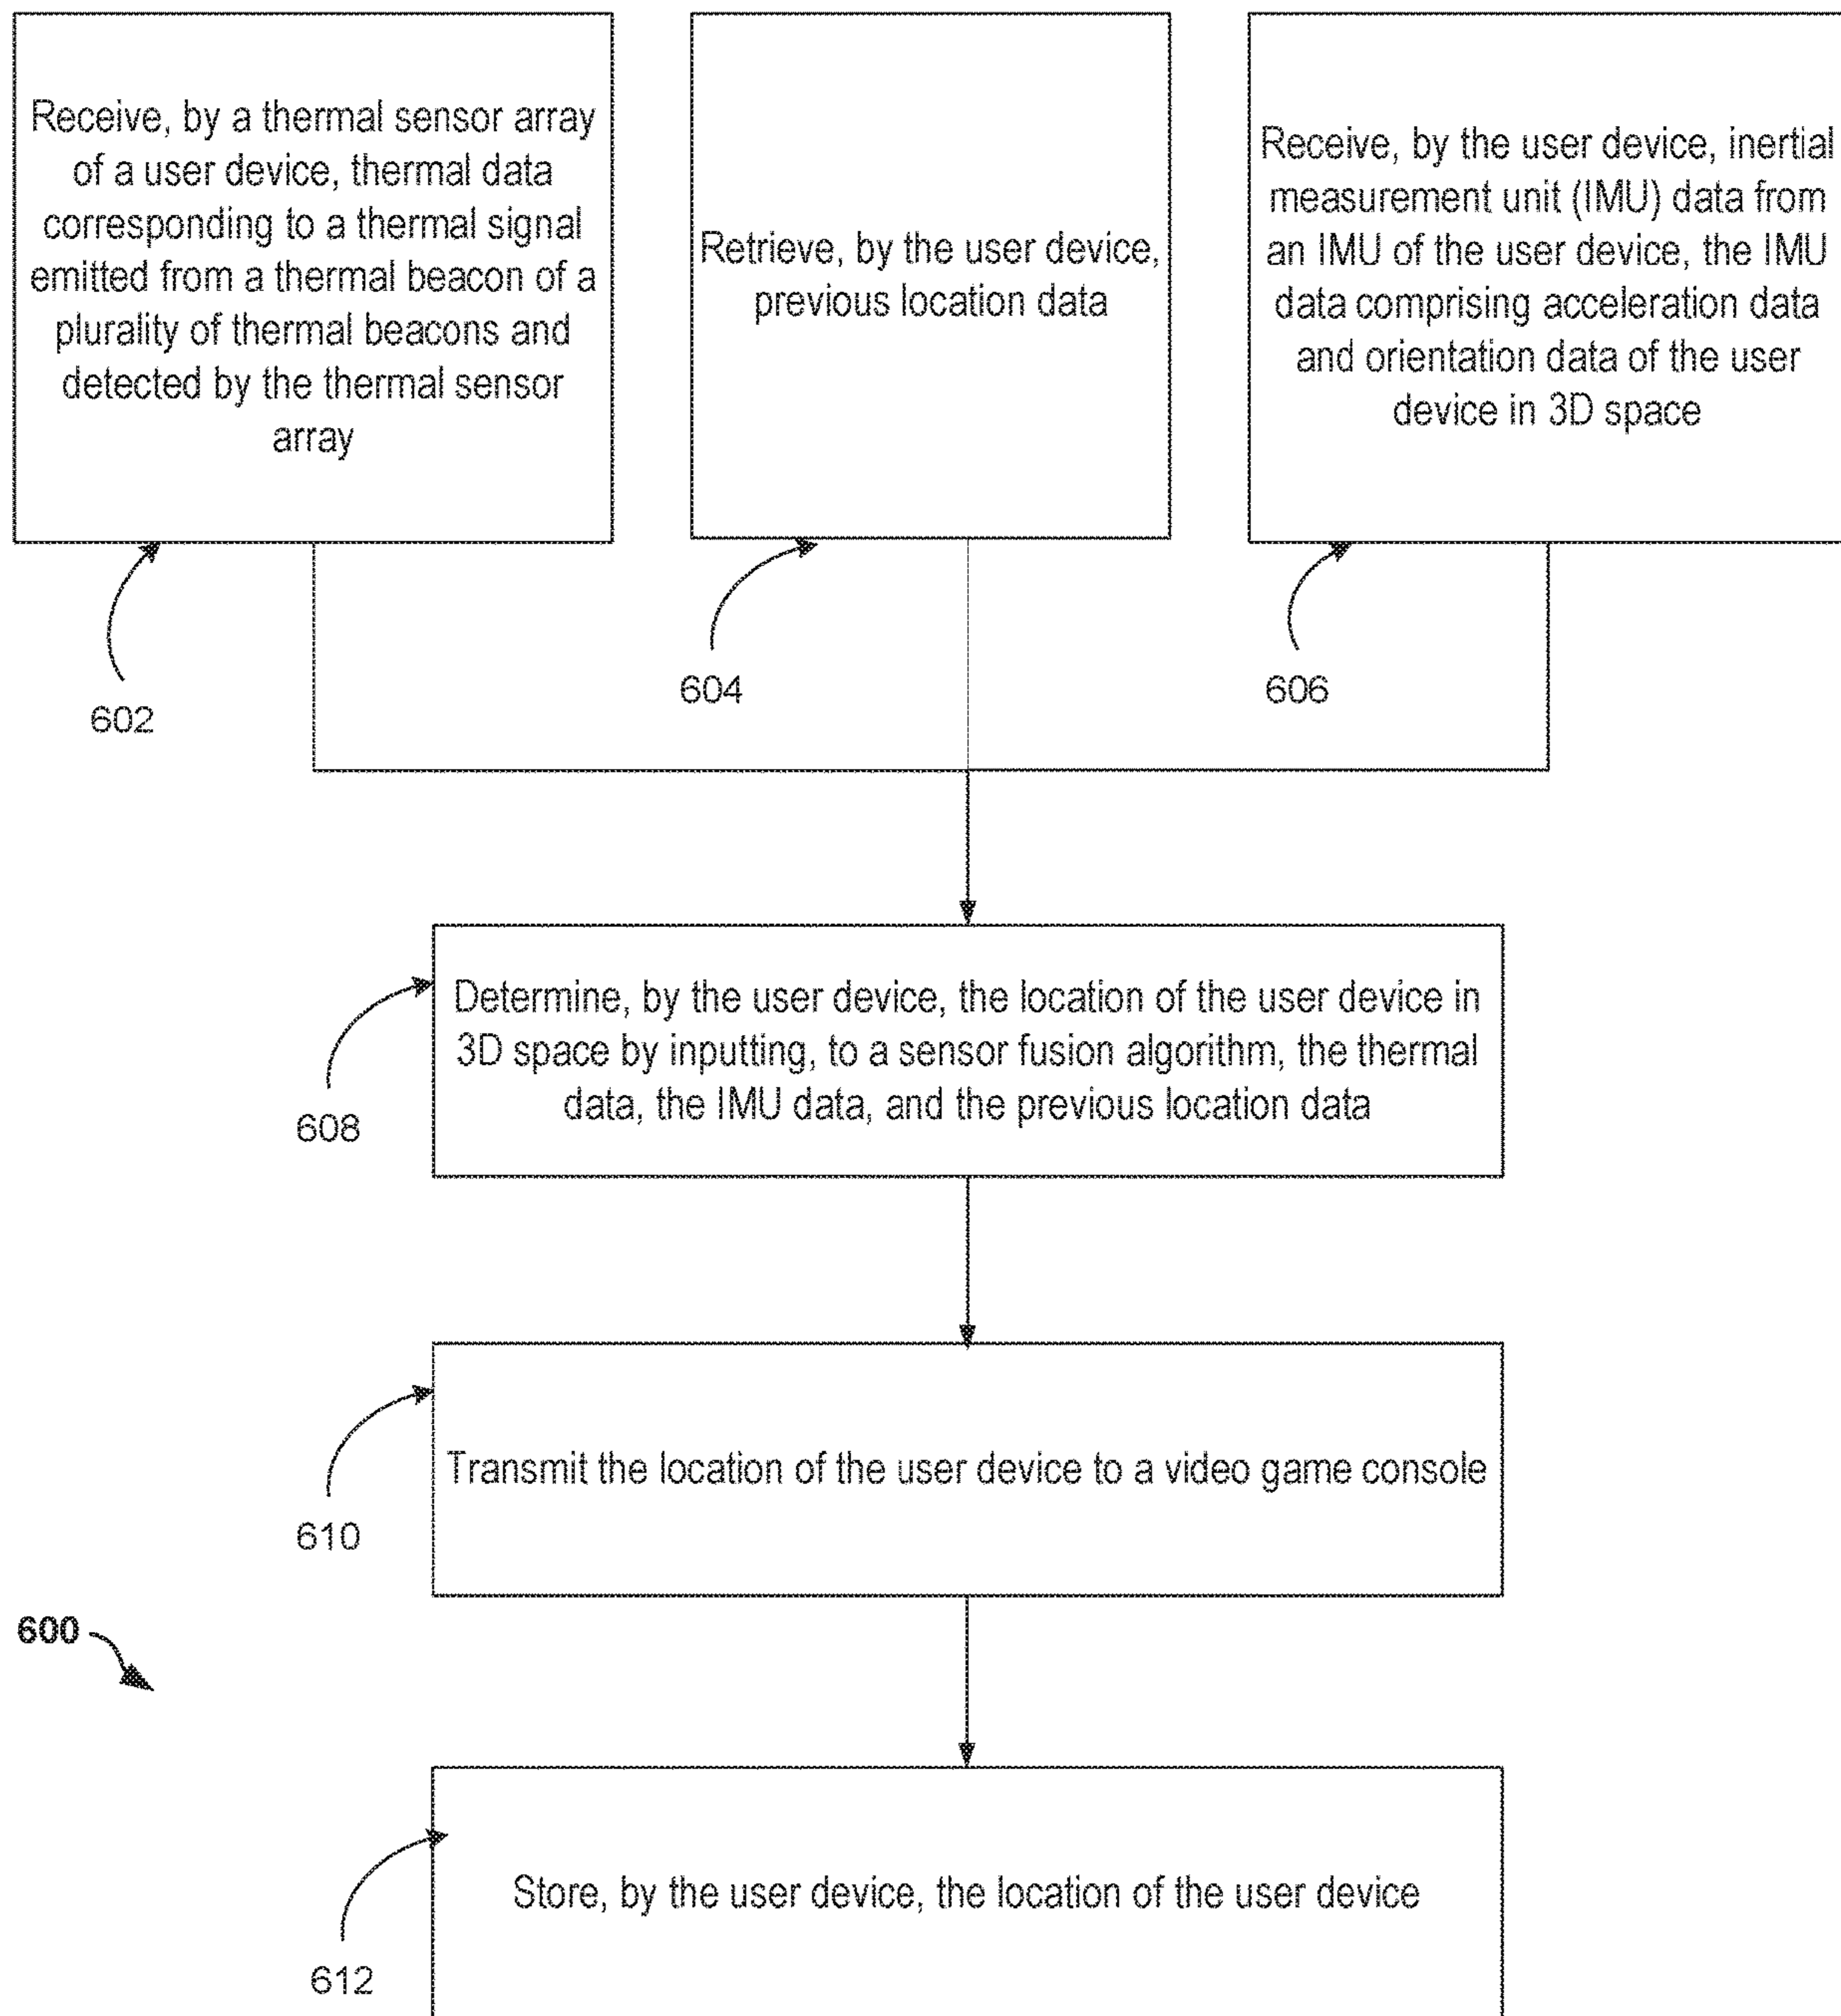 Receive, by a thermal sensor array
of a user device, thermal data
corresponding to a thermal signal
emitted from a thermal beacon of a
plurality of thermal beacons and
detected by the thermal sensor
array
Retrieve, by the user device,
previous location data
Receive, by the user device, inertial
measurement unit (IMU) data from
an IMU of the user device, the IMU
data comprising acceleration data
and orientation data of the user
device in 3D space
602
604
606
Determine, by the user device, the location of the user device in
3D space by inputting, to a sensor fusion algorithm, the thermal
data, the IMU data, and the previous location data
608
Transmit the location of the user device to a video game console
610
600
Store, by the user device, the location of the user device
612